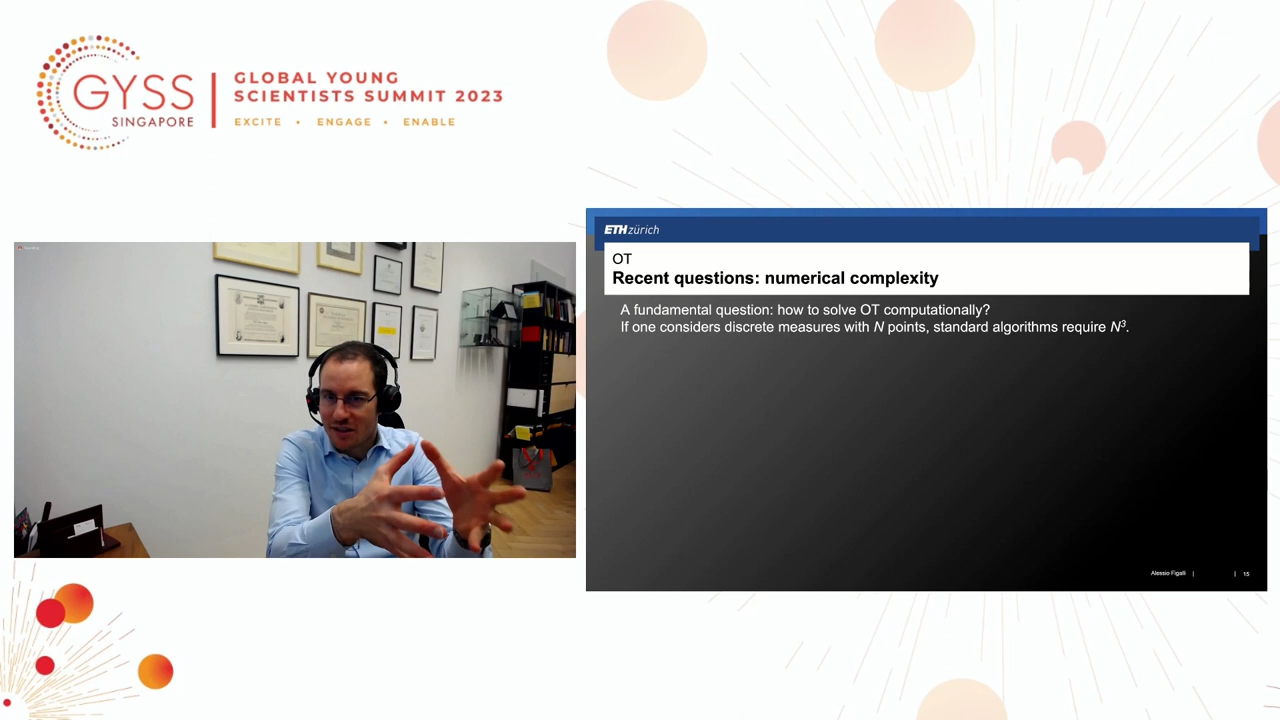 GYSS
SINGAPORE
GLOBAL YOUNG
SCIENTISTS SUMMIT 2023
EXCITE • ENGAGE • ENABLE
ETH zürich
OT
Recent questions: numerical complexity
A fundamental question: how to solve OT computationally?
If one considers discrete measures with N points, standard algorithms require N³.
Alessio Figalli | | 15